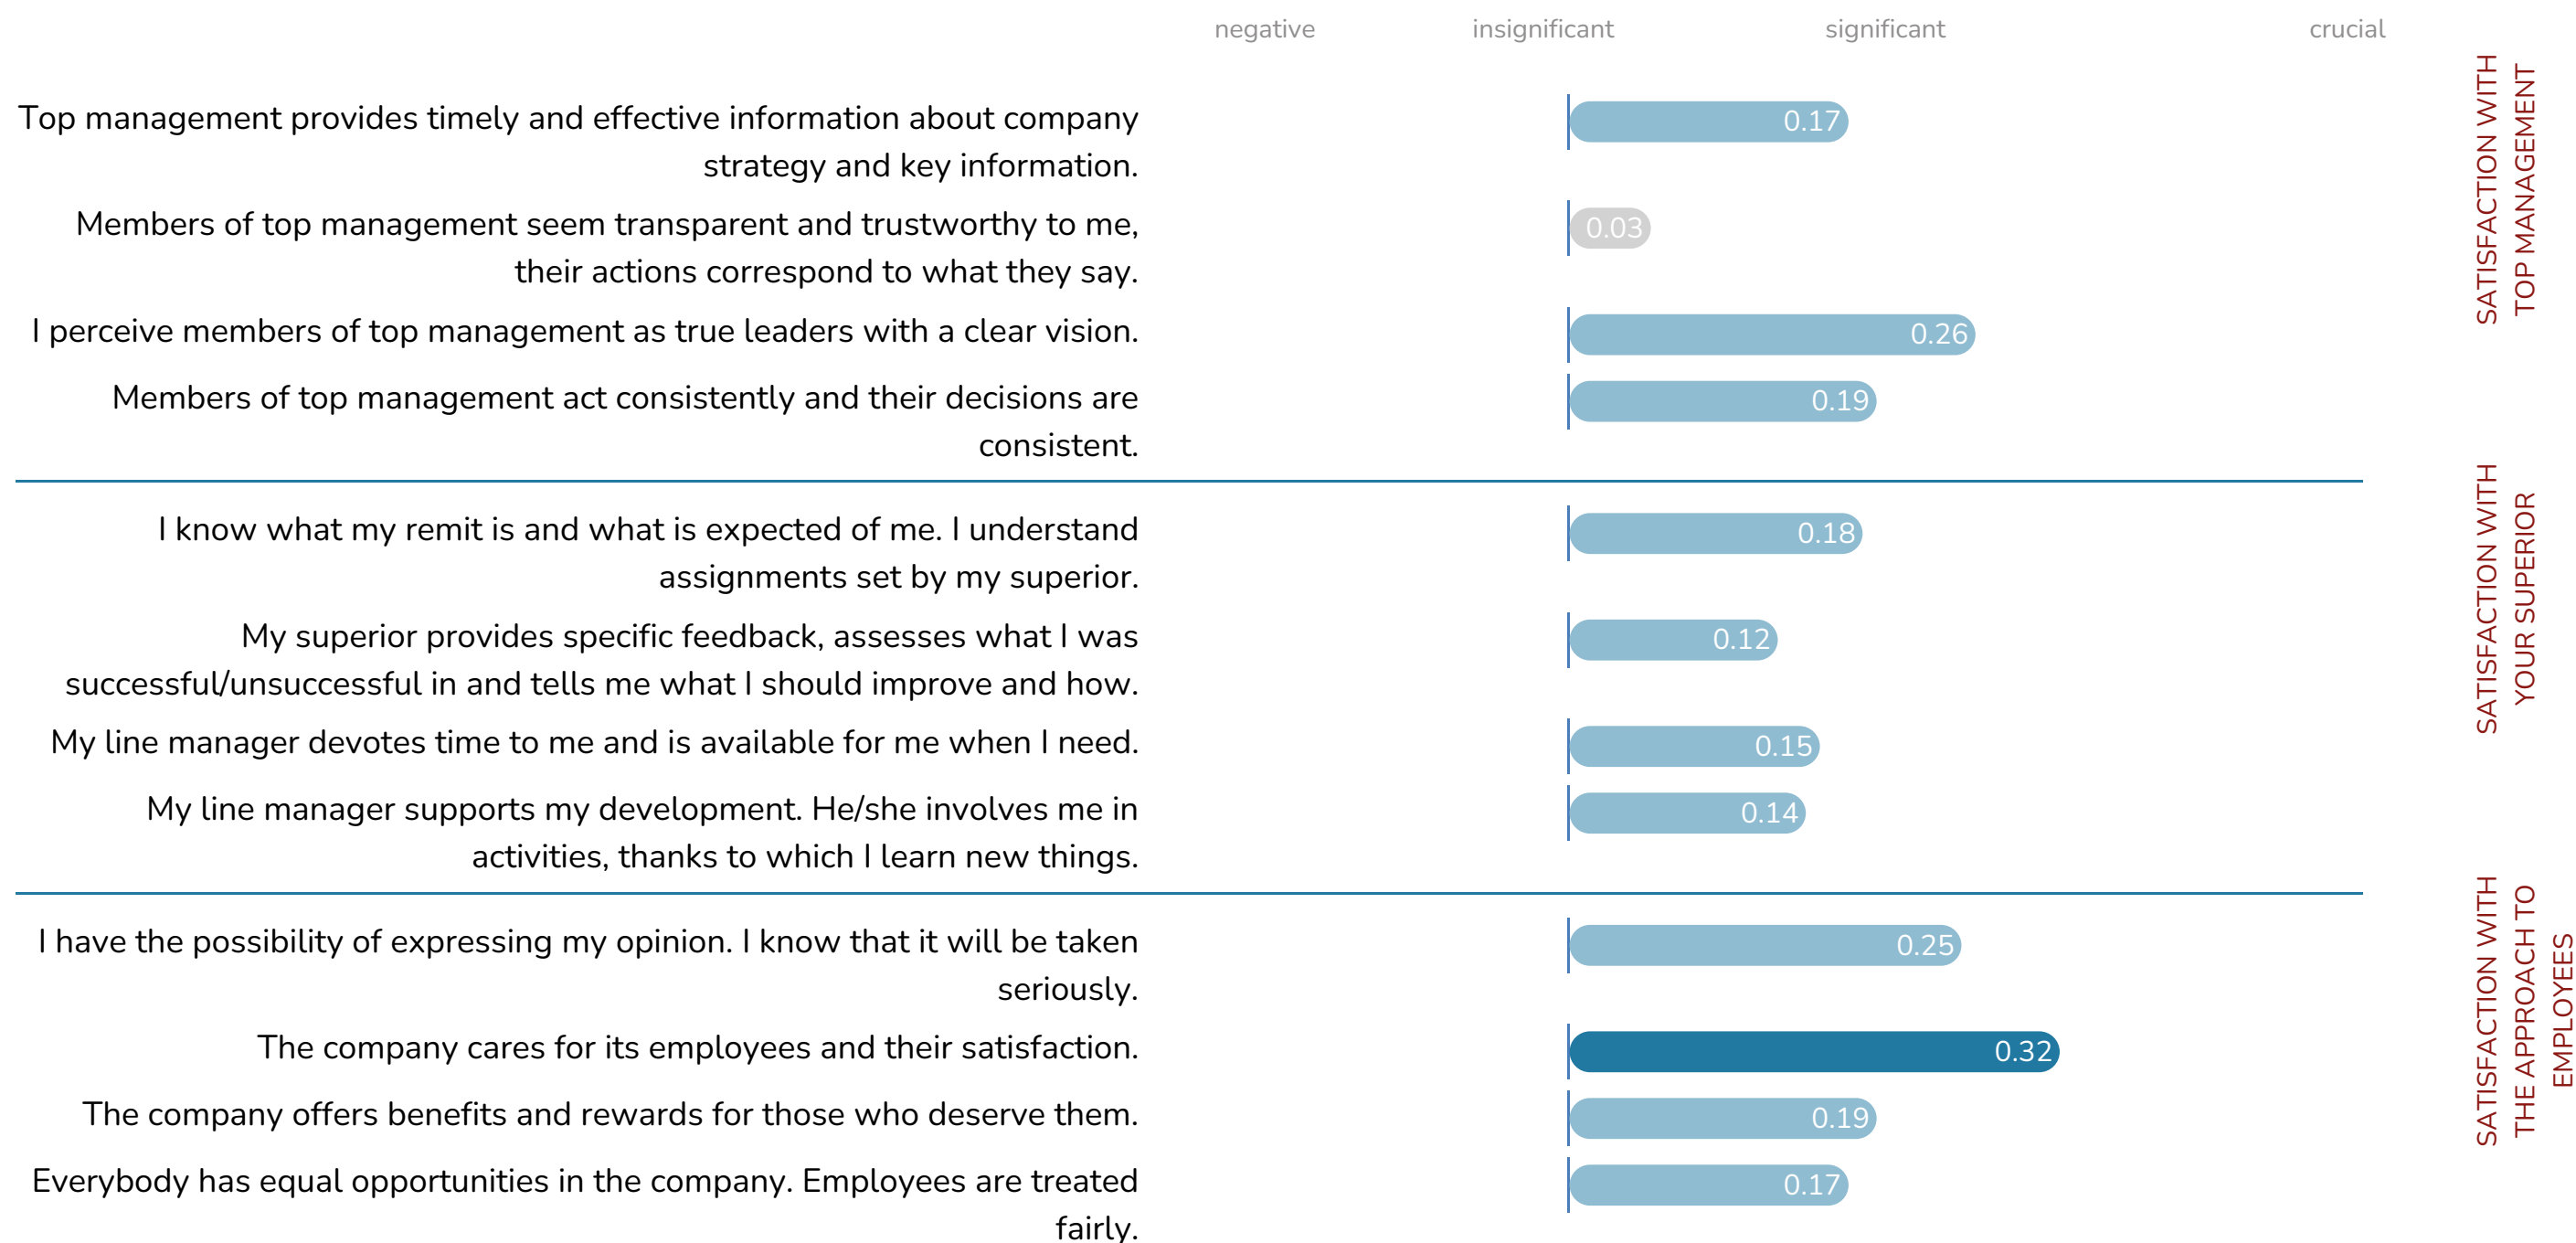 negative insignificant significant crucial
Top management provides timely and effective information about company
strategy and key information.
0.17
Members of top management seem transparent and trustworthy to me,
their actions correspond to what they say.
0.03
I perceive members of top management as true leaders with a clear vision.
0.26
Members of top management act consistently and their decisions are
consistent.
0.19
SATISFACTION WITH
TOP MANAGEMENT
I know what my remit is and what is expected of me. I understand
assignments set by my superior.
0.18
My superior provides specific feedback, assesses what I was
successful/unsuccessful in and tells me what I should improve and how.
0.12
My line manager devotes time to me and is available for me when I need.
0.15
My line manager supports my development. He/she involves me in
activities, thanks to which I learn new things.
0.14
SATISFACTION WITH
YOUR SUPERIOR
I have the possibility of expressing my opinion. I know that it will be taken
seriously.
0.25
The company cares for its employees and their satisfaction.
0.32
The company offers benefits and rewards for those who deserve them.
0.19
Everybody has equal opportunities in the company. Employees are treated
fairly.
0.17
SATISFACTION WITH
THE APPROACH TO
EMPLOYEES